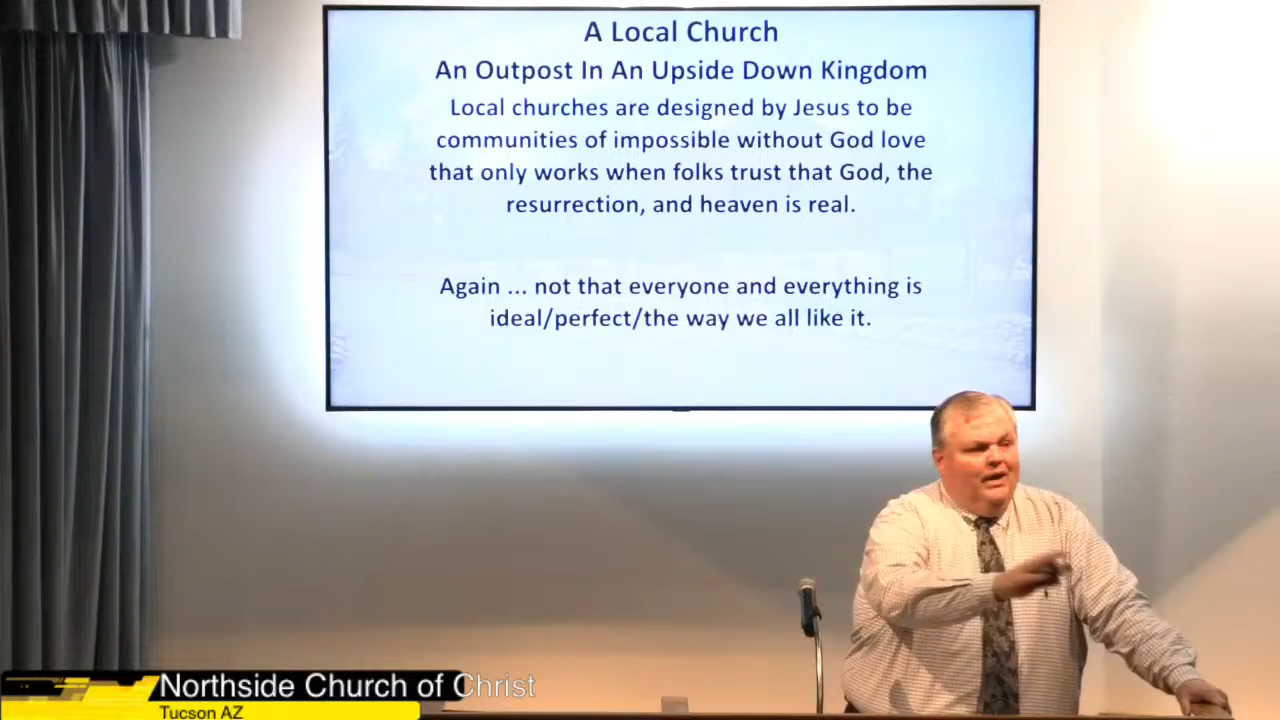 A Local Church
An Outpost In An Upside Down Kingdom
Local churches are designed by Jesus to be
communities of impossible without God love
that only works when folks trust that God, the
resurrection, and heaven is real.
Again ... not that everyone and everything is
ideal/perfect/the way we all like it.
Northside Church of Christ
Tucson AZ